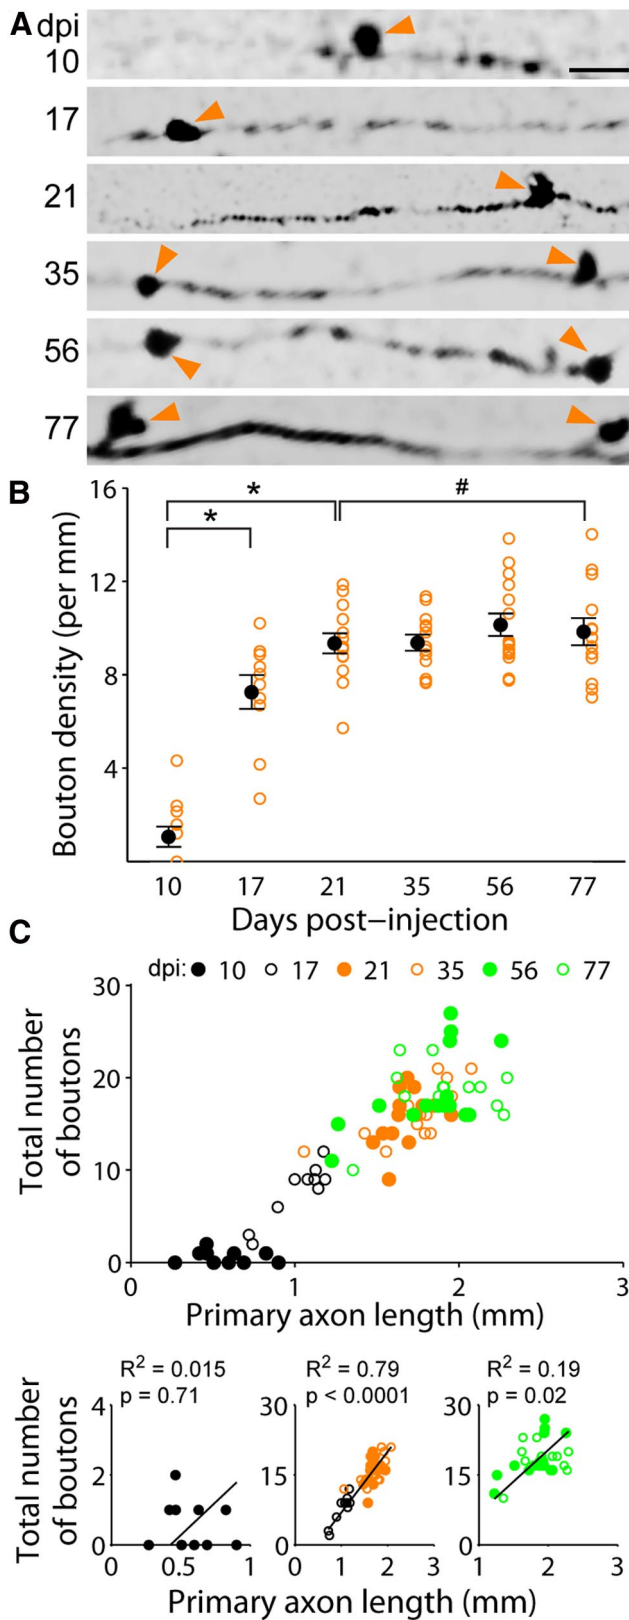 A dpi
10
17
21
35
56
77
B
16
12
8
4
Bouton density (per mm)
* * #
10 17 21 35 56 77
Days post–injection
C
dpi: 10 17 21 35 56 77
30
20
10
0
Total number
of boutons
0 1 2 3
Primary axon length (mm)
R² = 0.015
p = 0.71
R² = 0.79
p < 0.0001
R² = 0.19
p = 0.02
Total number
of boutons
4
2
0
0 0.5 1
30
15
0
0 1 2 3
30
15
0
1 2 3
Primary axon length (mm)